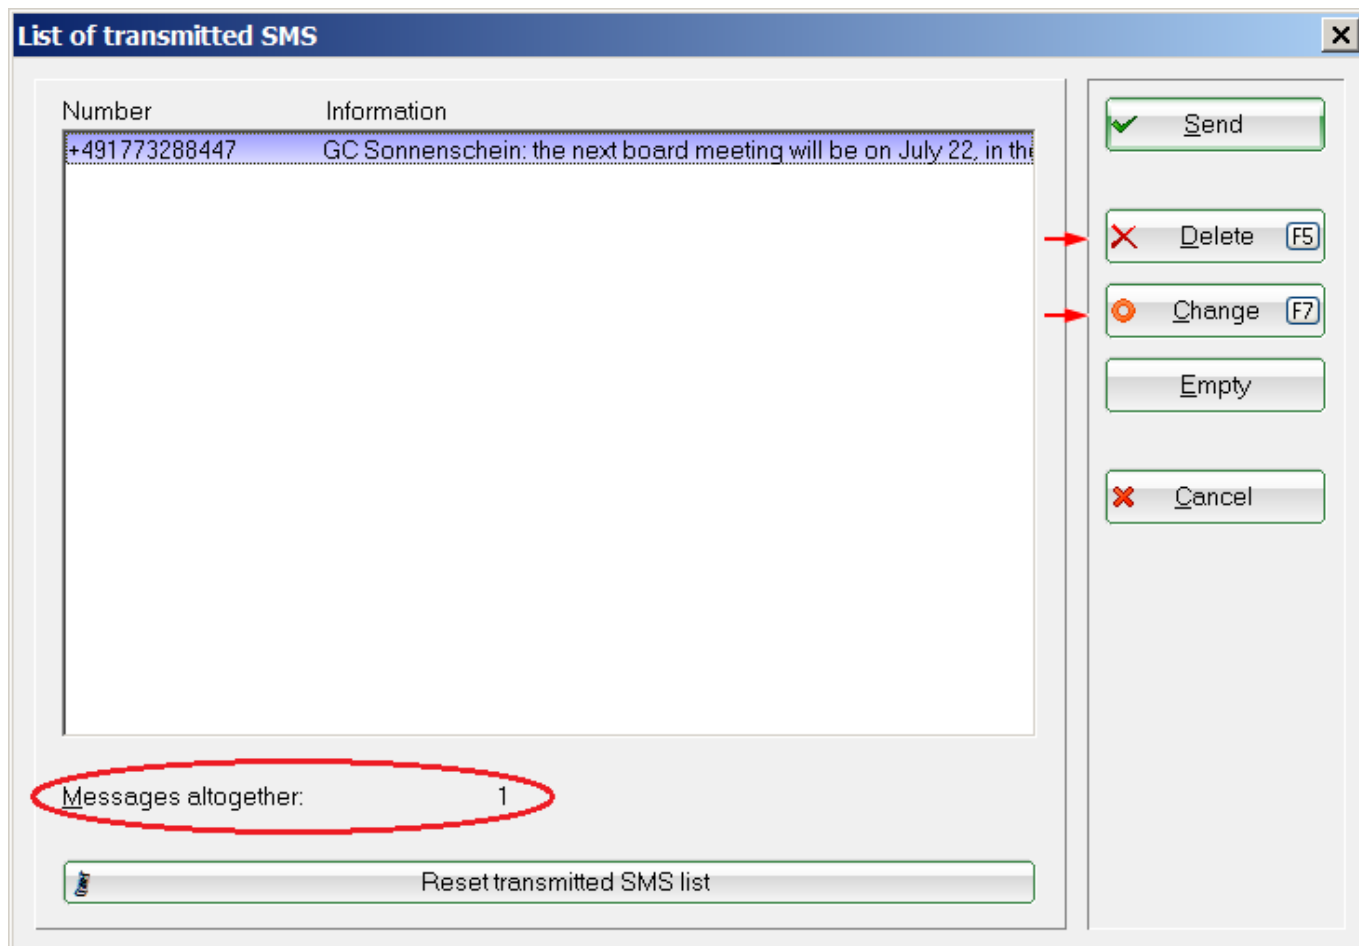 List of transmitted SMS
Number Information
+491773288447 GC Sonnenschein: the next board meeting will be on July 22, in the
Send
Delete F5
Change F7
Empty
Cancel
Messages altogether: 1
Reset transmitted SMS list